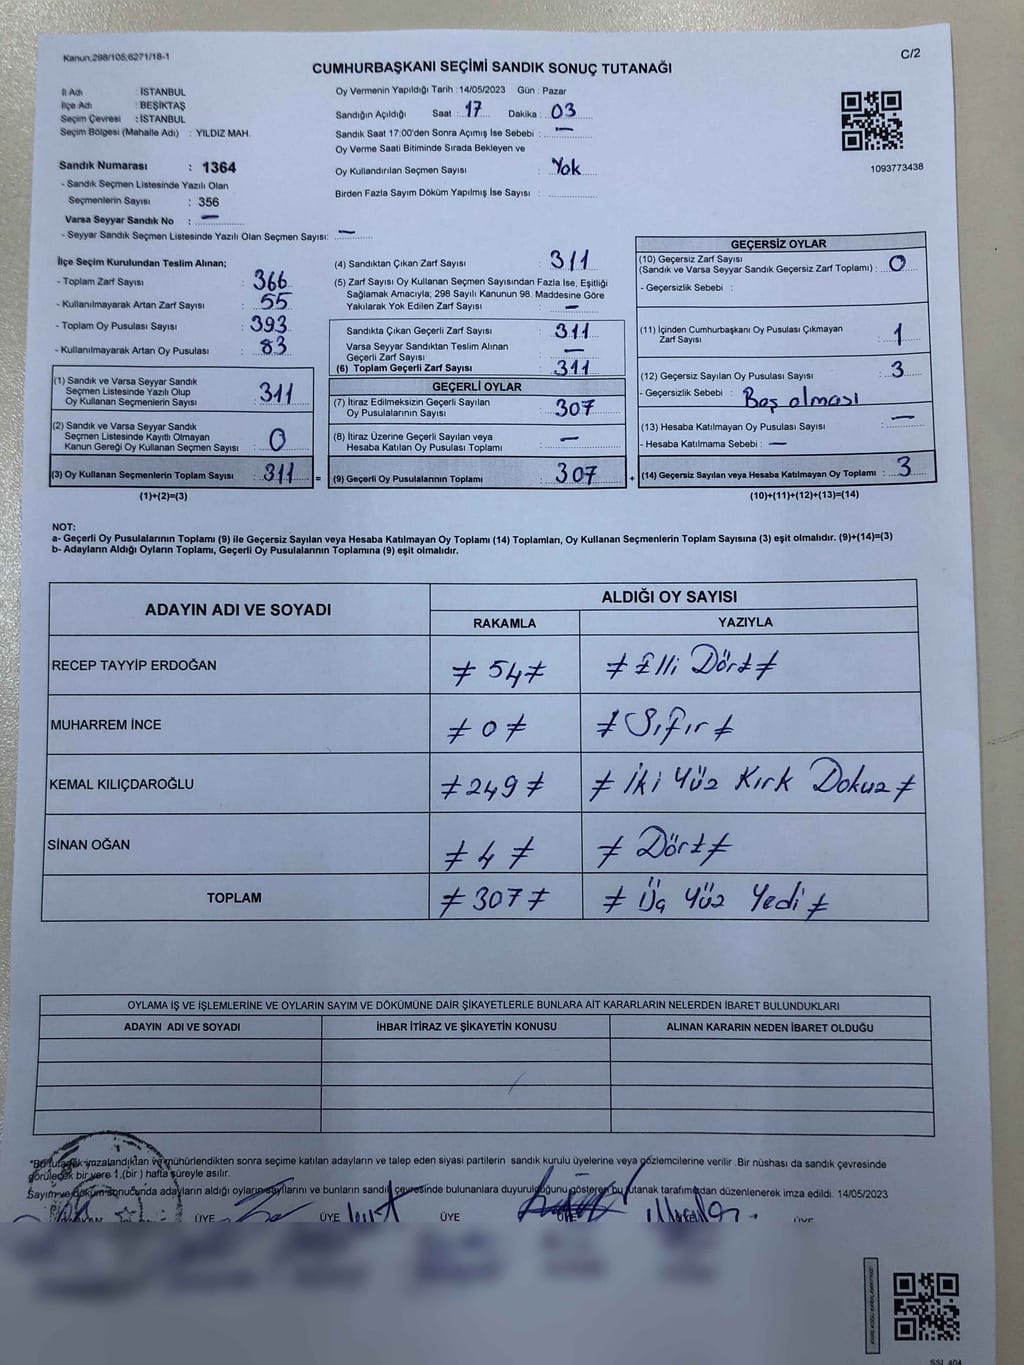 Kanun;298/105;6271/18-1
C/2
CUMHURBAŞKANI SEÇİMİ SANDIK SONUÇ TUTANAĞI
İl Adı : İSTANBUL
İlçe Adı : BEŞİKTAŞ
Seçim Çevresi : İSTANBUL
Seçim Bölgesi (Mahalle Adı) : YILDIZ MAH.
Sandık Numarası : 1364
- Sandık Seçmen Listesinde Yazılı Olan
Seçmenlerin Sayısı : 356
Varsa Seyyar Sandık No : —
- Seyyar Sandık Seçmen Listesinde Yazılı Olan Seçmen Sayısı: —
Oy Vermenin Yapıldığı Tarih : 14/05/2023 Gün : Pazar
Sandığın Açıldığı Saat : 17 Dakika : 03
Sandık Saat 17:00'den Sonra Açımış İse Sebebi : —
Oy Verme Saati Bitiminde Sırada Bekleyen ve
Oy Kullandırılan Seçmen Sayısı : Yok
Birden Fazla Sayım Döküm Yapılmış İse Sayısı :
1093773438
İlçe Seçim Kurulundan Teslim Alınan;
- Toplam Zarf Sayısı : 366
- Kullanılmayarak Artan Zarf Sayısı : 55
- Toplam Oy Pusulası Sayısı : 393
- Kullanılmayarak Artan Oy Pusulası : 83
(1) Sandık ve Varsa Seyyar Sandık
Seçmen Listesinde Yazılı Olup
Oy Kullanan Seçmenlerin Sayısı : 311
(2) Sandık ve Varsa Seyyar Sandık
Seçmen Listesinde Kayıtlı Olmayan
Kanun Gereği Oy Kullanan Seçmen Sayısı : 0
(3) Oy Kullanan Seçmenlerin Toplam Sayısı : 311 =
(1)+(2)=(3)
(4) Sandıktan Çıkan Zarf Sayısı : 311
(5) Zarf Sayısı Oy Kullanan Seçmen Sayısından Fazla İse, Eşitliği
Sağlamak Amacıyla; 298 Sayılı Kanunun 98. Maddesine Göre
Yakılarak Yok Edilen Zarf Sayısı : —
Sandıkta Çıkan Geçerli Zarf Sayısı : 311
Varsa Seyyar Sandıktan Teslim Alınan
Geçerli Zarf Sayısı : —
(6) Toplam Geçerli Zarf Sayısı : 311
GEÇERLİ OYLAR
(7) İtiraz Edilmeksizin Geçerli Sayılan
Oy Pusulalarının Sayısı : 307
(8) İtiraz Üzerine Geçerli Sayılan veya
Hesaba Katılan Oy Pusulası Toplamı : —
(9) Geçerli Oy Pusulalarının Toplamı : 307 +
GEÇERSİZ OYLAR
(10) Geçersiz Zarf Sayısı
(Sandık ve Varsa Seyyar Sandık Geçersiz Zarf Toplamı) : 0
- Geçersizlik Sebebi :
(11) İçinden Cumhurbaşkanı Oy Pusulası Çıkmayan
Zarf Sayısı : 1
(12) Geçersiz Sayılan Oy Pusulası Sayısı : 3
- Geçersizlik Sebebi : Boş olması
(13) Hesaba Katılmayan Oy Pusulası Sayısı : —
- Hesaba Katılmama Sebebi : —
(14) Geçersiz Sayılan veya Hesaba Katılmayan Oy Toplamı : 3
(10)+(11)+(12)+(13)=(14)
NOT:
a- Geçerli Oy Pusulalarının Toplamı (9) ile Geçersiz Sayılan veya Hesaba Katılmayan Oy Toplamı (14) Toplamları, Oy Kullanan Seçmenlerin Toplam Sayısına (3) eşit olmalıdır. (9)+(14)=(3)
b- Adayların Aldığı Oyların Toplamı, Geçerli Oy Pusulalarının Toplamına (9) eşit olmalıdır.
ADAYIN ADI VE SOYADI ALDIĞI OY SAYISI
RAKAMLA YAZIYLA
RECEP TAYYİP ERDOĞAN ≠ 54 ≠ ≠ Elli Dört ≠
MUHARREM İNCE ≠ 0 ≠ ≠ Sıfır ≠
KEMAL KILIÇDAROĞLU ≠ 249 ≠ ≠ İki Yüz Kırk Dokuz ≠
SİNAN OĞAN ≠ 4 ≠ ≠ Dört ≠
TOPLAM ≠ 307 ≠ ≠ Üç Yüz Yedi ≠
OYLAMA İŞ VE İŞLEMLERİNE VE OYLARIN SAYIM VE DÖKÜMÜNE DAİR ŞİKAYETLERLE BUNLARA AİT KARARLARIN NELERDEN İBARET BULUNDUKLARI
ADAYIN ADI VE SOYADI İHBAR İTİRAZ VE ŞİKAYETİN KONUSU ALINAN KARARIN NEDEN İBARET OLDUĞU
*Bu tutanak imzalandıktan ve mühürlendikten sonra seçime katılan adayların ve talep eden siyasi partilerin sandık kurulu üyelerine veya gözlemcilerine verilir. Bir nüshası da sandık çevresinde
görülecek bir yere 1 (bir) hafta süreyle asılır.
Sayım ve döküm sonucunda adayların aldığı oyların sayılarını ve bunların sandık çevresinde bulunanlara duyurulduğunu gösteren bu tutanak tarafımızdan düzenlenerek imza edildi. 14/05/2023
ÜYE ÜYE ÜYE ÜYE ÜYE